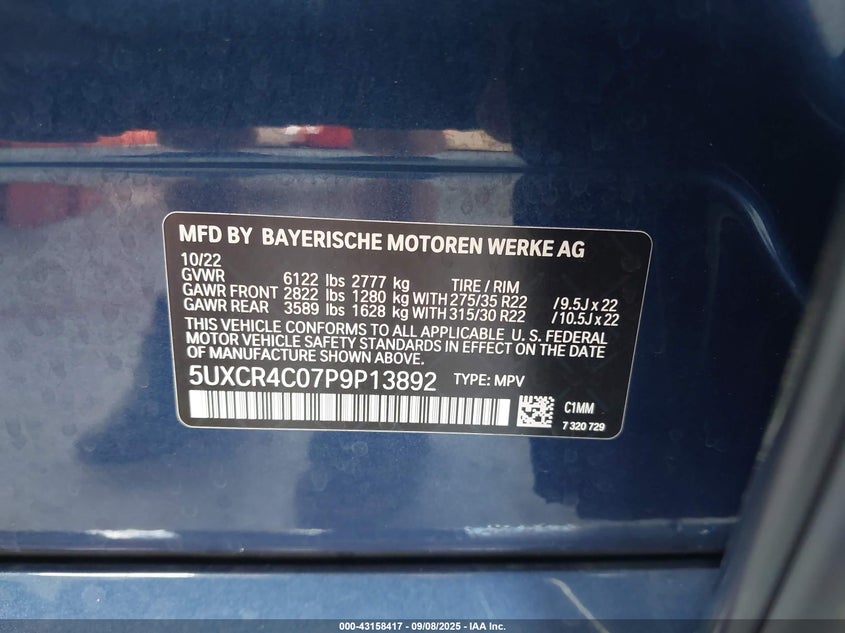 MFD BY BAYERISCHE MOTOREN WERKE AG
10/22
GVWR 6122 lbs 2777 kg TIRE / RIM
GAWR FRONT 2822 lbs 1280 kg WITH 275/35 R22 / 9.5J x 22
GAWR REAR 3589 lbs 1628 kg WITH 315/30 R22 / 10.5J x 22
THIS VEHICLE CONFORMS TO ALL APPLICABLE U. S. FEDERAL
MOTOR VEHICLE SAFETY STANDARDS IN EFFECT ON THE DATE
OF MANUFACTURE SHOWN ABOVE.
5UXCR4C07P9P13892 TYPE: MPV
C1MM
7 320 729
000-43158417 - 09/08/2025 - IAA Inc.